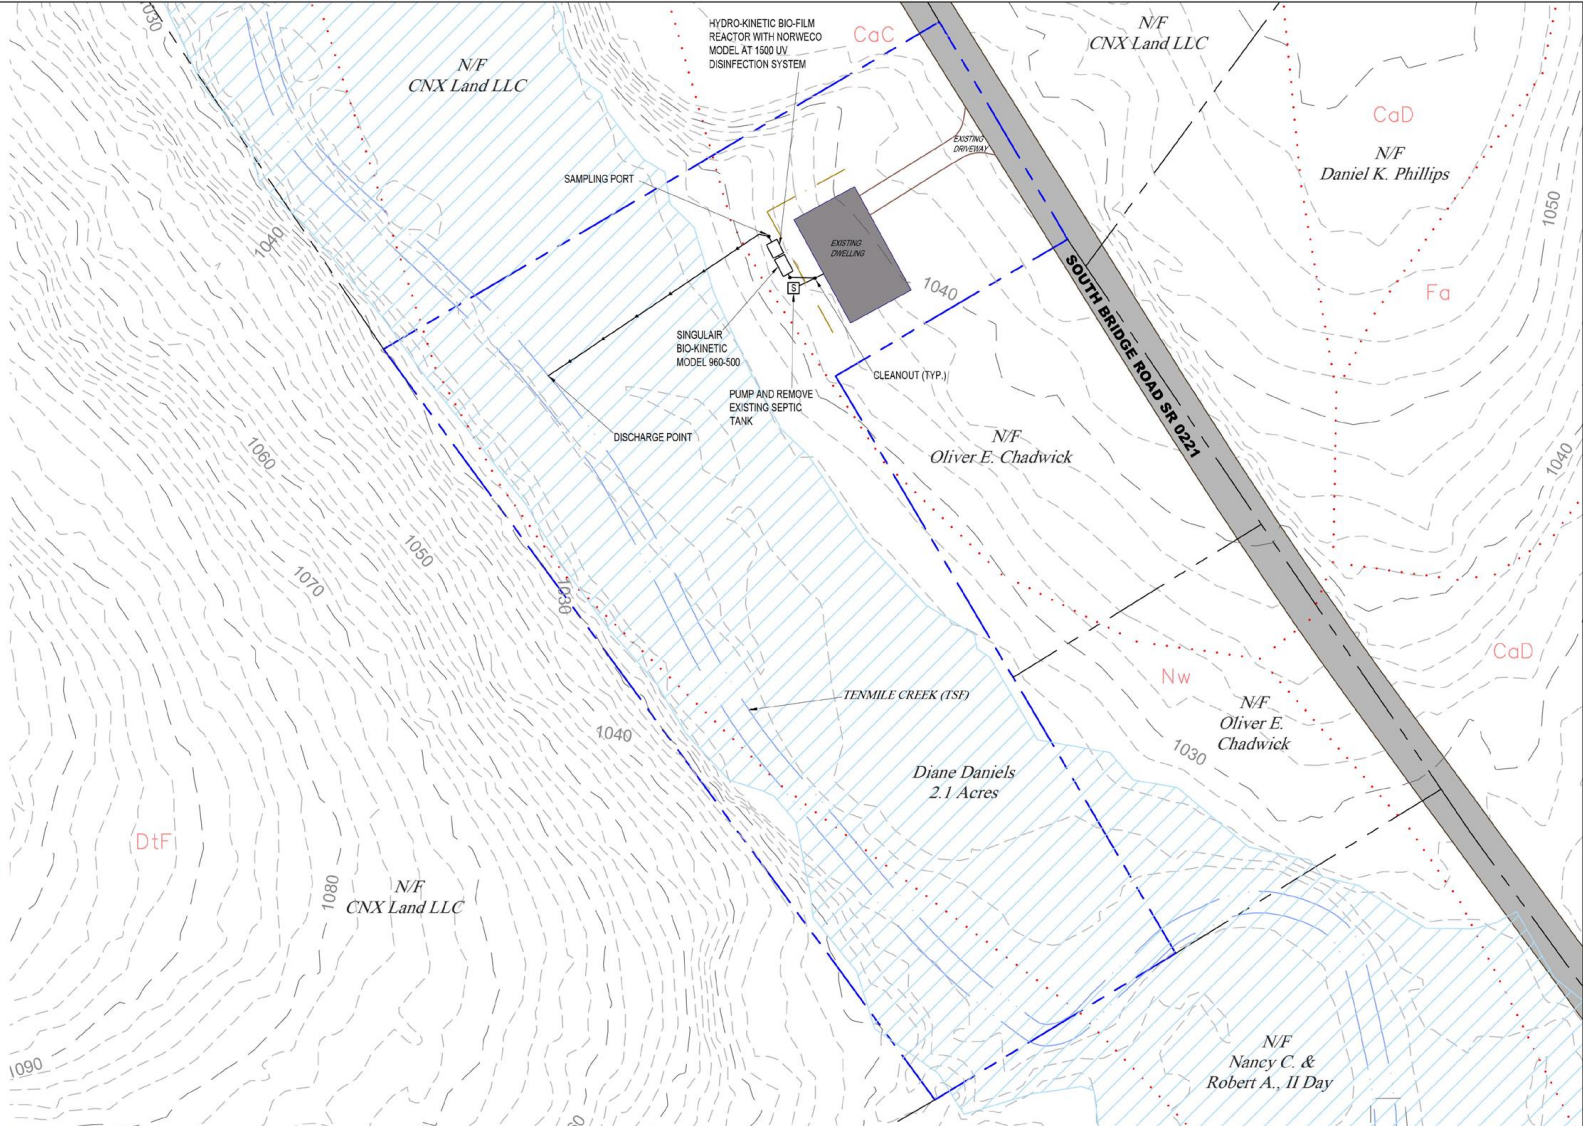 1030
HYDRO-KINETIC BIO-FILM
REACTOR WITH NORWECO
MODEL AT 1500 UV
DISINFECTION SYSTEM
CaC
N/F
CNX Land LLC
N/F
CNX Land LLC
CaD
N/F
Daniel K. Phillips
EXISTING
DRIVEWAY
SAMPLING PORT
1050
1040
EXISTING
DWELLING
1040
S
Fa
SOUTH BRIDGE ROAD SR 0221
SINGULAIR
BIO-KINETIC
MODEL 960-500
CLEANOUT (TYP.)
PUMP AND REMOVE
EXISTING SEPTIC
TANK
DISCHARGE POINT
N/F
Oliver E. Chadwick
1060
1040
1050
1070
1030
CaD
Nw
TENMILE CREEK (TSF)
N/F
Oliver E.
Chadwick
1040
1030
Diane Daniels
2.1 Acres
DtF
1080
N/F
CNX Land LLC
1090
N/F
Nancy C. &
Robert A., II Day